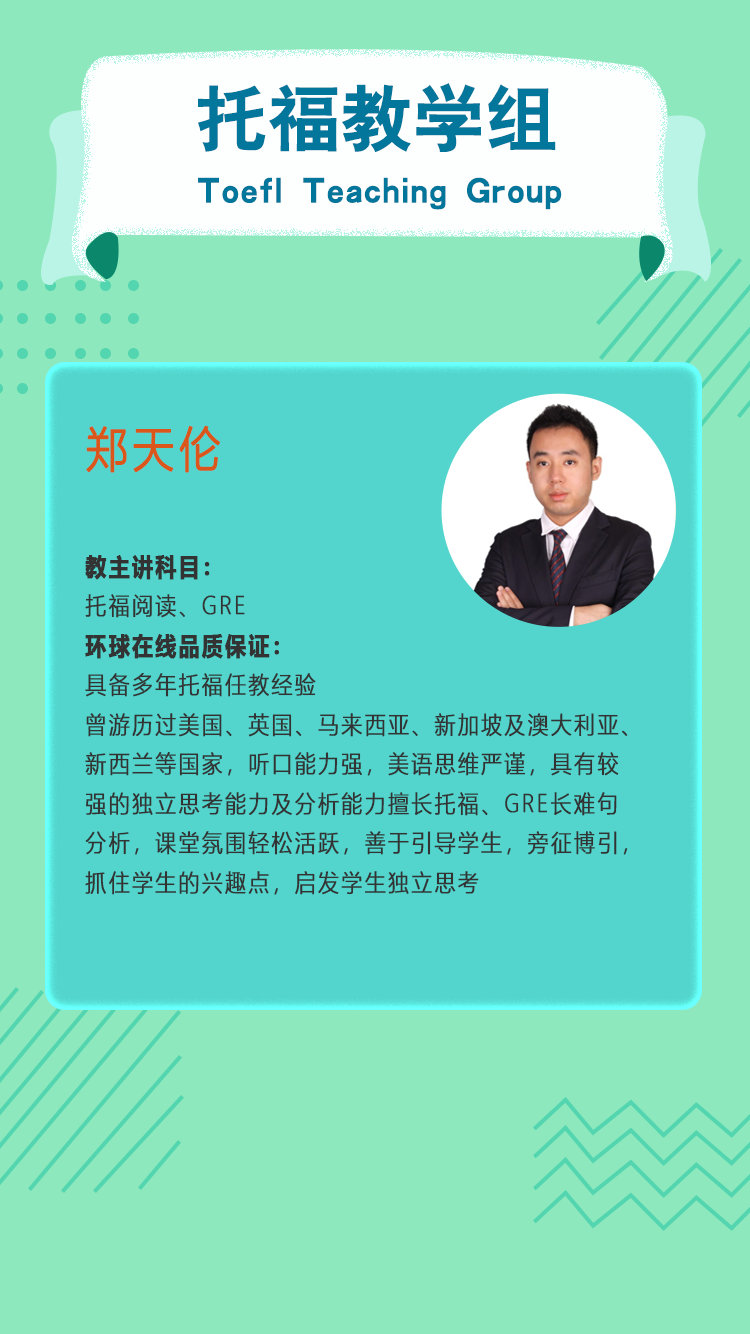 托福教学组
Toefl Teaching Group
郑天伦
教主讲科目：
托福阅读、GRE
环球在线品质保证：
具备多年托福任教经验
曾游历过美国、英国、马来西亚、新加坡及澳大利亚、
新西兰等国家，听口能力强，美语思维严谨，具有较
强的独立思考能力及分析能力擅长托福、GRE长难句
分析，课堂氛围轻松活跃，善于引导学生，旁征博引，
抓住学生的兴趣点，启发学生独立思考